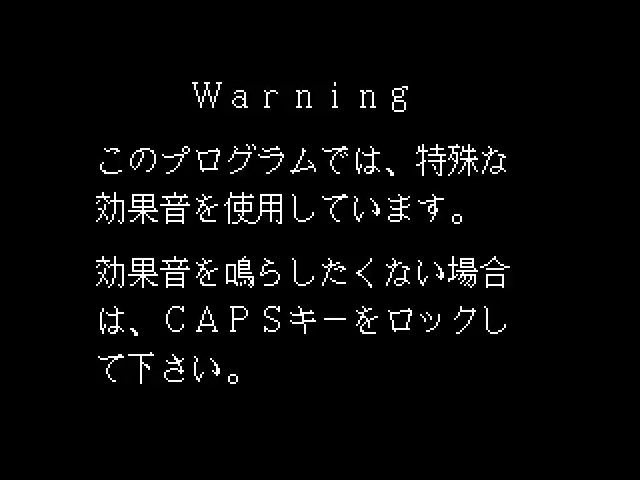 Ｗａｒｎｉｎｇ
このプログラムでは、特殊な
効果音を使用しています。
効果音を鳴らしたくない場合
は、ＣＡＰＳキーをロックし
て下さい。